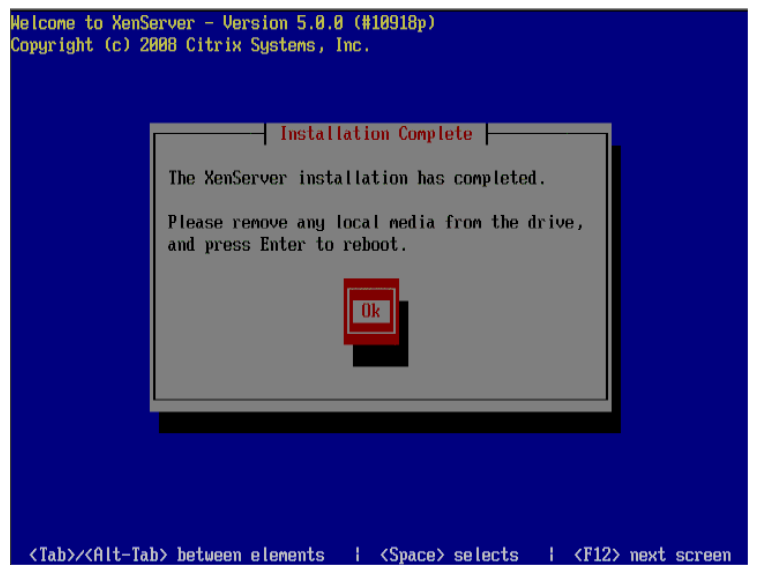 Welcome to XenServer - Version 5.0.0 (#10918p)
Copyright (c) 2008 Citrix Systems, Inc.
Installation Complete
The XenServer installation has completed.
Please remove any local media from the drive,
and press Enter to reboot.
Ok
<Tab>/<Alt-Tab> between elements | <Space> selects | <F12> next screen